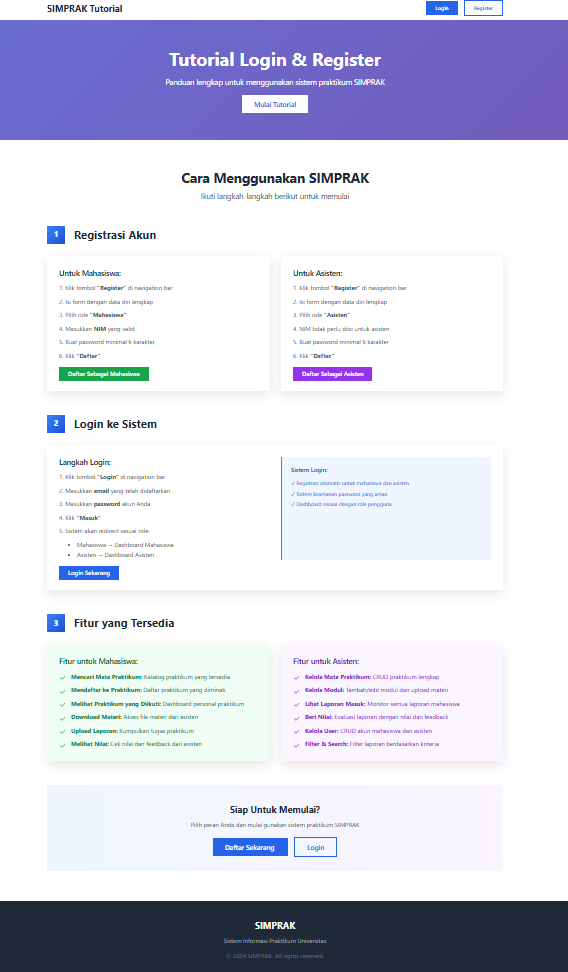 SIMPRAK Tutorial
Login
Register
Tutorial Login & Register
Panduan lengkap untuk menggunakan sistem praktikum SIMPRAK
Mulai Tutorial
Cara Menggunakan SIMPRAK
Ikuti langkah-langkah berikut untuk memulai
1 Registrasi Akun
Untuk Mahasiswa:
1. Klik tombol "Register" di navigation bar
2. Isi form dengan data diri lengkap
3. Pilih role "Mahasiswa"
4. Masukkan NIM yang valid
5. Buat password minimal 6 karakter
6. Klik "Daftar"
Daftar Sebagai Mahasiswa
Untuk Asisten:
1. Klik tombol "Register" di navigation bar
2. Isi form dengan data diri lengkap
3. Pilih role "Asisten"
4. NIM tidak perlu diisi untuk asisten
5. Buat password minimal 6 karakter
6. Klik "Daftar"
Daftar Sebagai Asisten
2 Login ke Sistem
Langkah Login:
1. Klik tombol "Login" di navigation bar
2. Masukkan email yang telah didaftarkan
3. Masukkan password akun Anda
4. Klik "Masuk"
5. Sistem akan redirect sesuai role:
• Mahasiswa → Dashboard Mahasiswa
• Asisten → Dashboard Asisten
Login Sekarang
Sistem Login:
✓ Registrasi otomatis untuk mahasiswa dan asisten
✓ Sistem keamanan password yang aman
✓ Dashboard sesuai dengan role pengguna
3 Fitur yang Tersedia
Fitur untuk Mahasiswa:
✓ Mencari Mata Praktikum: Katalog praktikum yang tersedia
✓ Mendaftar ke Praktikum: Daftar praktikum yang diminati
✓ Melihat Praktikum yang Diikuti: Dashboard personal praktikum
✓ Download Materi: Akses file materi dari asisten
✓ Upload Laporan: Kumpulkan tugas praktikum
✓ Melihat Nilai: Cek nilai dan feedback dari asisten
Fitur untuk Asisten:
✓ Kelola Mata Praktikum: CRUD praktikum lengkap
✓ Kelola Modul: Tambah/edit modul dan upload materi
✓ Lihat Laporan Masuk: Monitor semua laporan mahasiswa
✓ Beri Nilai: Evaluasi laporan dengan nilai dan feedback
✓ Kelola User: CRUD akun mahasiswa dan asisten
✓ Filter & Search: Filter laporan berdasarkan kriteria
Siap Untuk Memulai?
Pilih peran Anda dan mulai gunakan sistem praktikum SIMPRAK
Daftar Sekarang
Login
SIMPRAK
Sistem Informasi Praktikum Universitas
© 2024 SIMPRAK. All rights reserved.